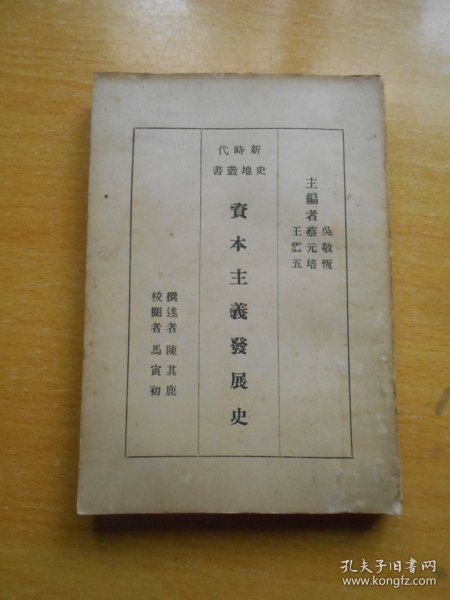 主編者
吳敬恆
蔡元培
王雲五
新時代
史地叢書
資本主義發展史
撰述者 陳其鹿
校閱者 馬寅初
孔夫子旧书网
www.kongfz.com